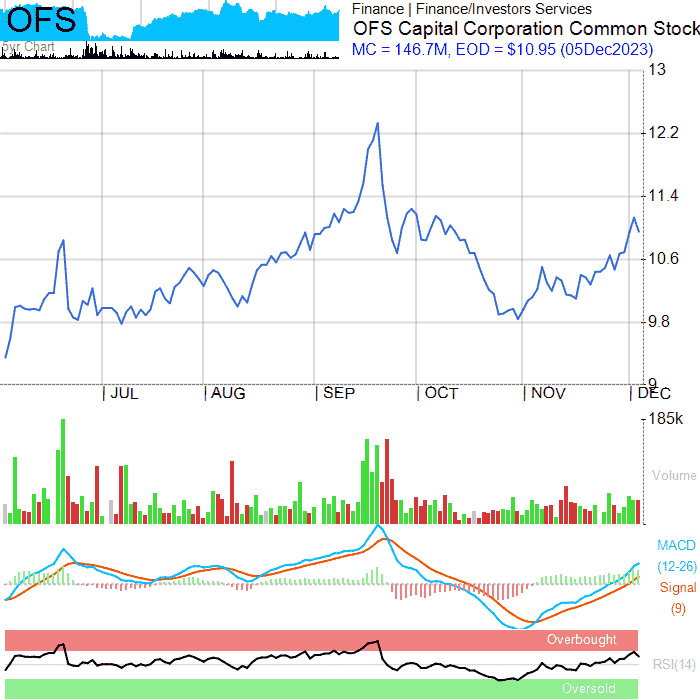 OFS
5yr Chart
Finance | Finance/Investors Services
OFS Capital Corporation Common Stock
MC = 146.7M, EOD = $10.95 (05Dec2023)
13
12.2
11.4
10.6
9.8
9
JUL AUG SEP OCT NOV DEC
185k
Volume
MACD
(12-26)
Signal
(9)
Overbought
RSI(14)
Oversold